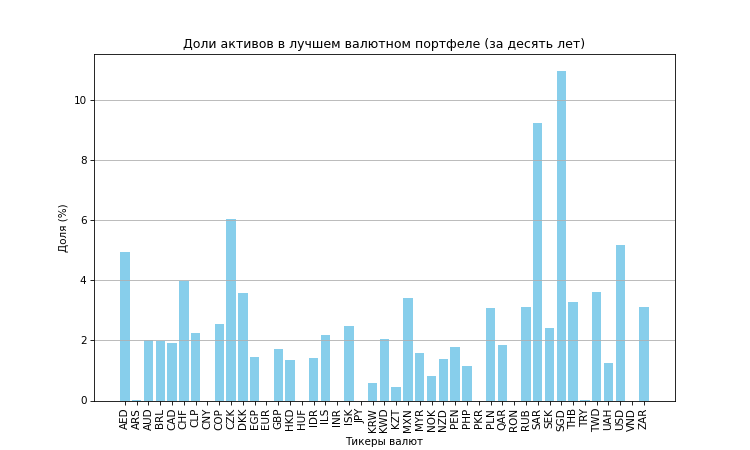 Доли активов в лучшем валютном портфеле (за десять лет)
Доля (%)
10
8
6
4
2
0
AED
ARS
AUD
BRL
CAD
CHF
CLP
CNY
COP
CZK
DKK
EGP
EUR
GBP
HKD
HUF
IDR
ILS
INR
ISK
JPY
KRW
KWD
KZT
MXN
MYR
NOK
NZD
PEN
PHP
PKR
PLN
QAR
RON
RUB
SAR
SEK
SGD
THB
TRY
TWD
UAH
USD
VND
ZAR
Тикеры валют